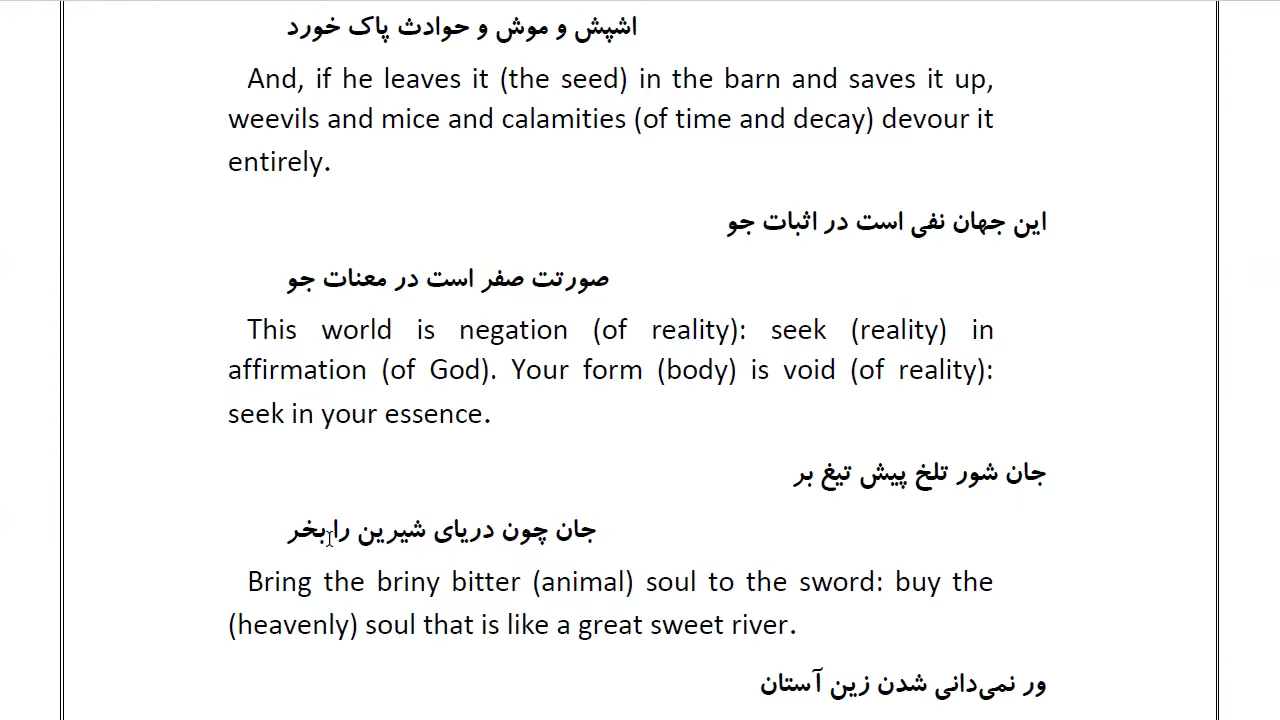 اشپش و موش و حوادث پاک خورد
And, if he leaves it (the seed) in the barn and saves it up,
weevils and mice and calamities (of time and decay) devour it
entirely.
این جهان نفی است در اثبات جو
صورتت صفر است در معنات جو
This world is negation (of reality): seek (reality) in
affirmation (of God). Your form (body) is void (of reality):
seek in your essence.
جان شور تلخ پیش تیغ بر
جان چون دریای شیرین را بخر
Bring the briny bitter (animal) soul to the sword: buy the
(heavenly) soul that is like a great sweet river.
ور نمی‌دانی شدن زین آستان